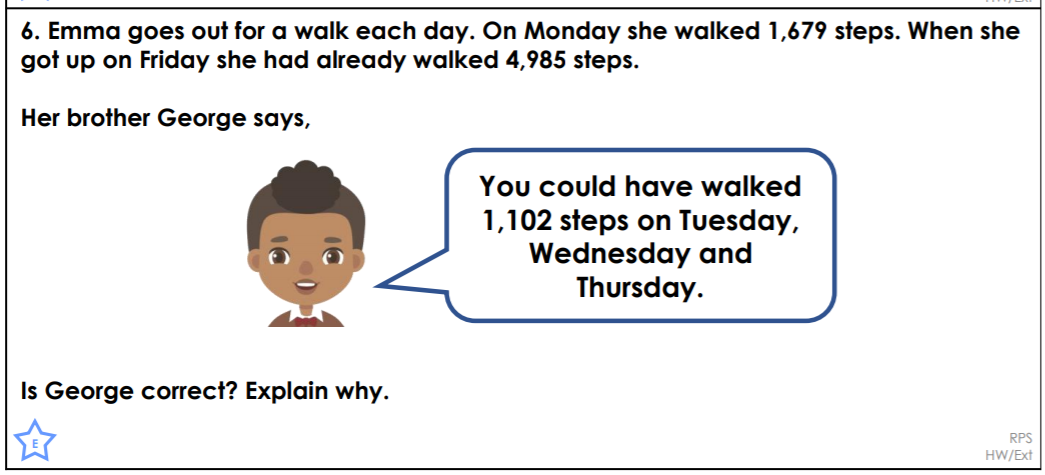 6. Emma goes out for a walk each day. On Monday she walked 1,679 steps. When she
got up on Friday she had already walked 4,985 steps.
Her brother George says,
You could have walked
1,102 steps on Tuesday,
Wednesday and
Thursday.
Is George correct? Explain why.
E
RPS
HW/Ext